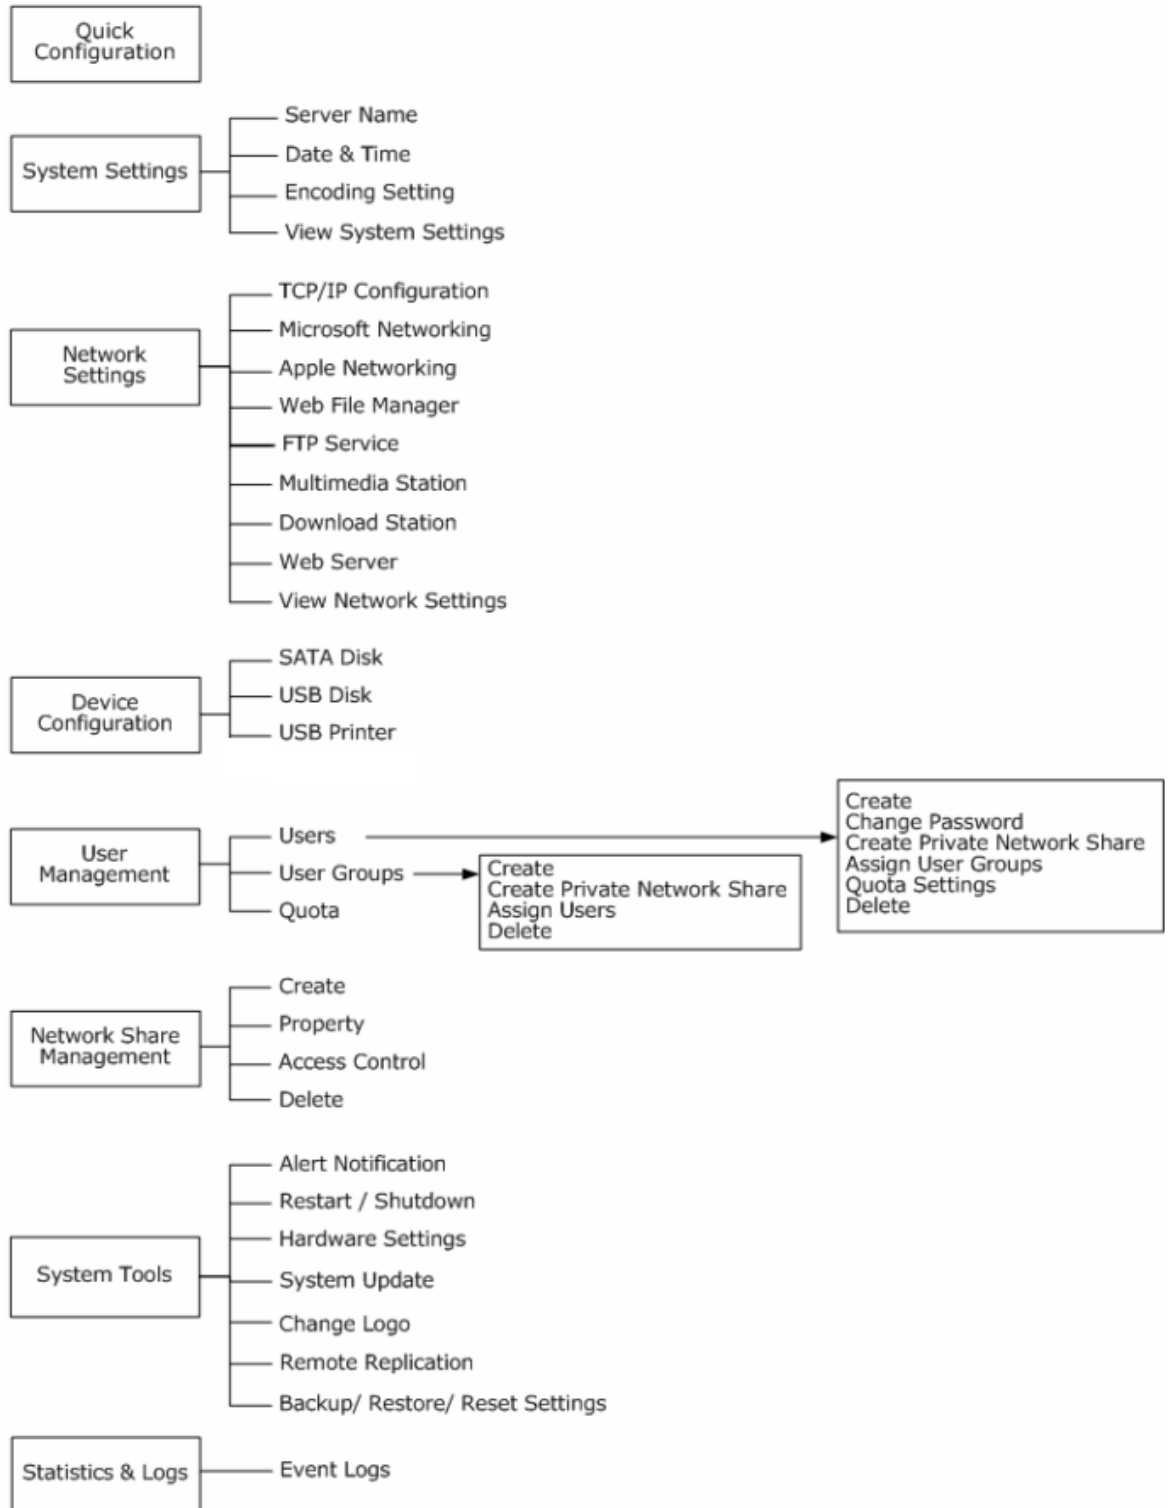 Quick
Configuration
Server Name
System Settings
Date & Time
Encoding Setting
View System Settings
TCP/IP Configuration
Microsoft Networking
Network
Settings
Apple Networking
Web File Manager
FTP Service
Multimedia Station
Download Station
Web Server
View Network Settings
SATA Disk
Device
Configuration
USB Disk
USB Printer
User
Management
Users
User Groups
Quota
Create
Create Private Network Share
Assign Users
Delete
Create
Change Password
Create Private Network Share
Assign User Groups
Quota Settings
Delete
Network Share
Management
Create
Property
Access Control
Delete
System Tools
Alert Notification
Restart / Shutdown
Hardware Settings
System Update
Change Logo
Remote Replication
Backup/ Restore/ Reset Settings
Statistics & Logs
Event Logs